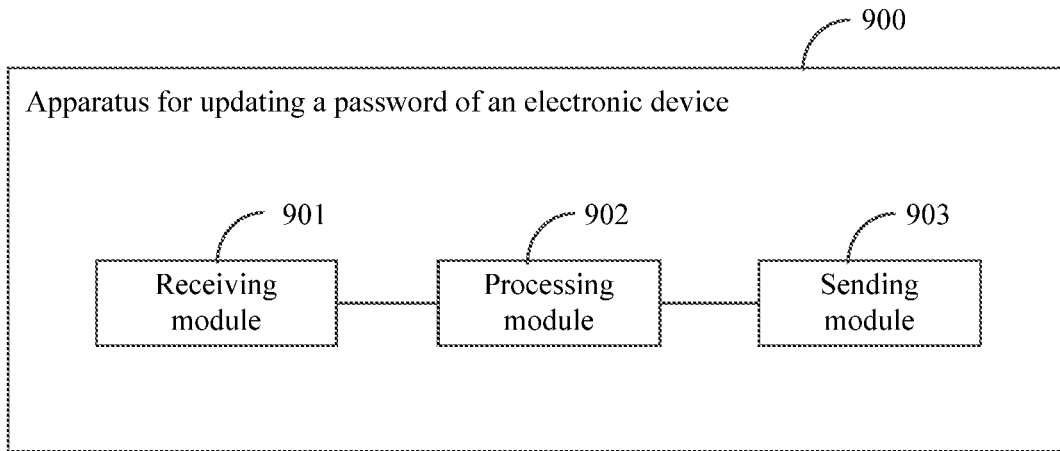 900
Apparatus for updating a password of an electronic device
901
902
903
Receiving
module
Processing
module
Sending
module